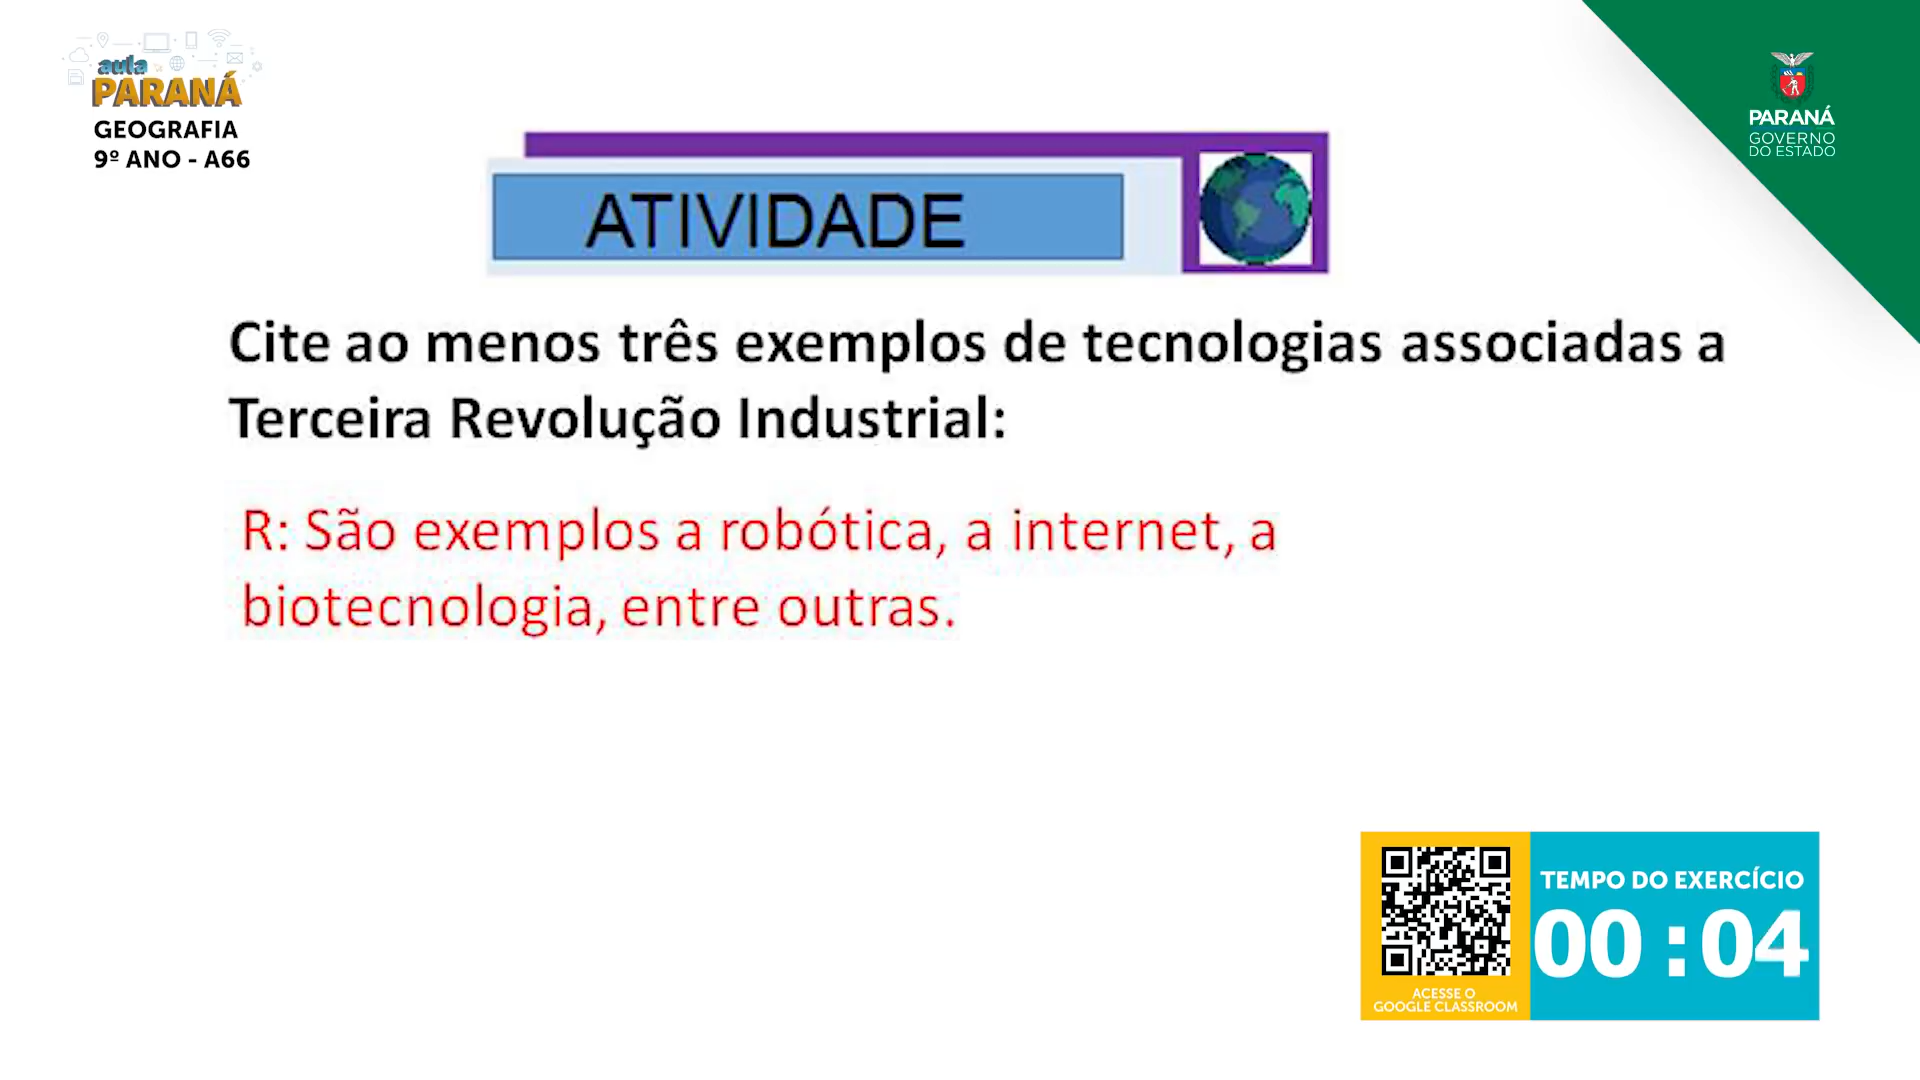 aula
PARANÁ
GEOGRAFIA
9º ANO - A66
PARANÁ
GOVERNO
DO ESTADO
ATIVIDADE
Cite ao menos três exemplos de tecnologias associadas a
Terceira Revolução Industrial:
R: São exemplos a robótica, a internet, a
biotecnologia, entre outras.
TEMPO DO EXERCÍCIO
00 : 04
ACESSE O
GOOGLE CLASSROOM